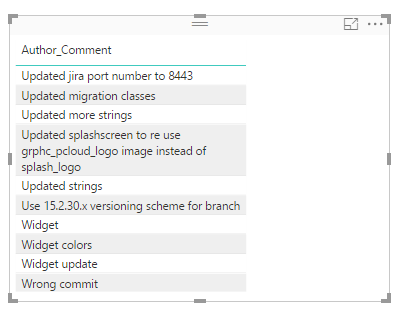 Author_Comment
Updated jira port number to 8443
Updated migration classes
Updated more strings
Updated splashscreen to re use
grphc_pcloud_logo image instead of
splash_logo
Updated strings
Use 15.2.30.x versioning scheme for branch
Widget
Widget colors
Widget update
Wrong commit